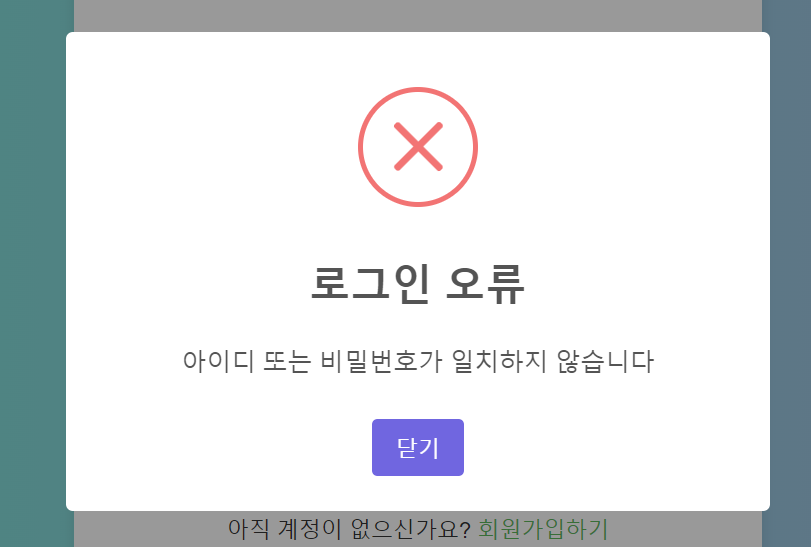 로그인 오류
아이디 또는 비밀번호가 일치하지 않습니다
닫기
아직 계정이 없으신가요? 회원가입하기